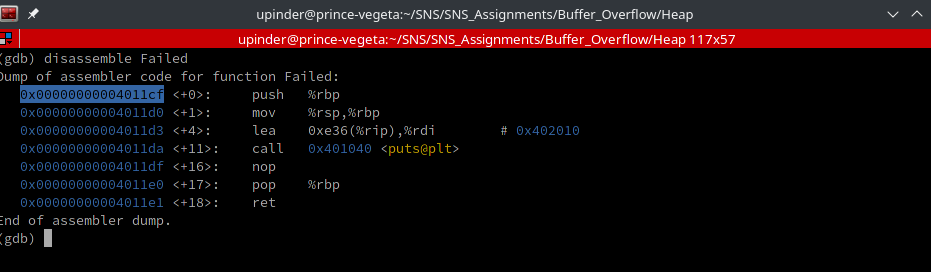 upinder@prince-vegeta:~/SNS/SNS_Assignments/Buffer_Overflow/Heap
upinder@prince-vegeta:~/SNS/SNS_Assignments/Buffer_Overflow/Heap 117x57
(gdb) disassemble Failed
Dump of assembler code for function Failed:
   0x00000000004011cf <+0>:     push   %rbp
   0x00000000004011d0 <+1>:     mov    %rsp,%rbp
   0x00000000004011d3 <+4>:     lea    0xe36(%rip),%rdi        # 0x402010
   0x00000000004011da <+11>:    call   0x401040 <puts@plt>
   0x00000000004011df <+16>:    nop
   0x00000000004011e0 <+17>:    pop    %rbp
   0x00000000004011e1 <+18>:    ret
End of assembler dump.
(gdb)